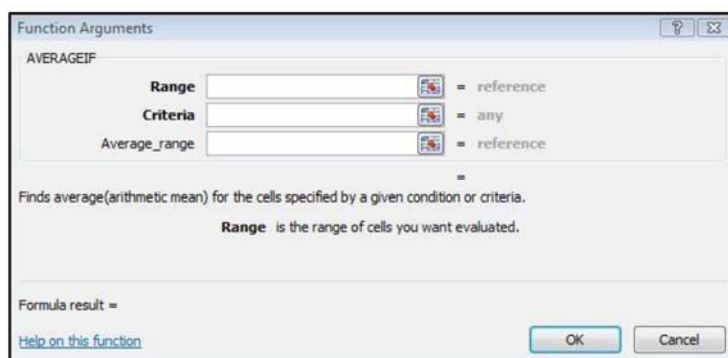 Function Arguments
AVERAGEIF
Range = reference
Criteria = any
Average_range = reference
=
Finds average(arithmetic mean) for the cells specified by a given condition or criteria.
Range is the range of cells you want evaluated.
Formula result =
Help on this function
OK Cancel